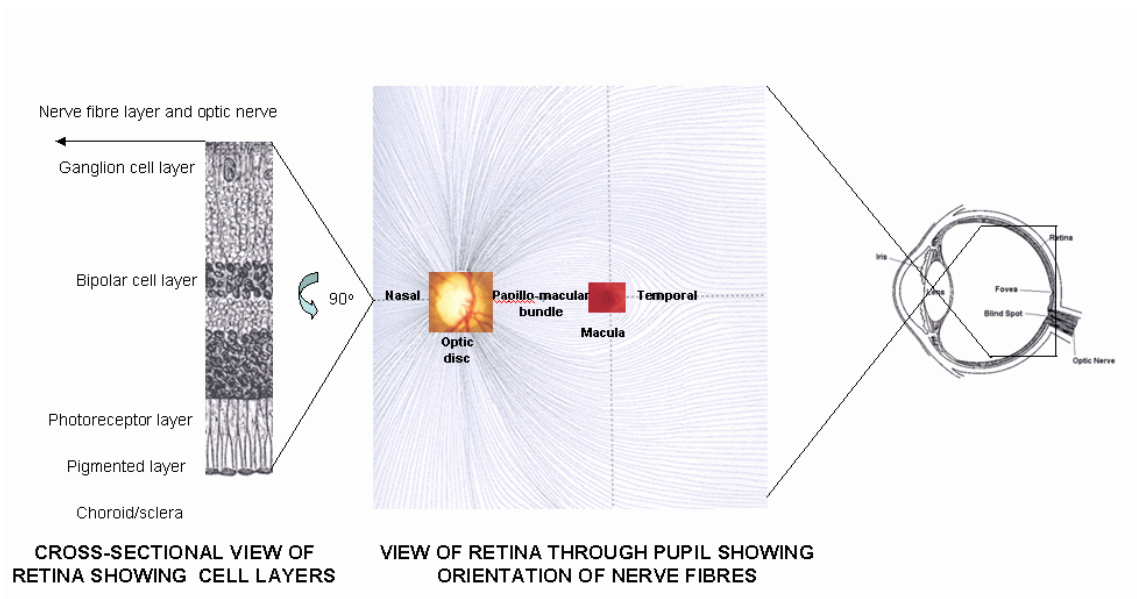 Nerve fibre layer and optic nerve
Ganglion cell layer
Bipolar cell layer
Photoreceptor layer
Pigmented layer
Choroid/sclera
CROSS-SECTIONAL VIEW OF
RETINA SHOWING CELL LAYERS
90º
Nasal
Optic
disc
Papillo-macular
bundle
Macula
Temporal
VIEW OF RETINA THROUGH PUPIL SHOWING
ORIENTATION OF NERVE FIBRES
Iris
Lens
Retina
Fovea
Blind Spot
Optic Nerve